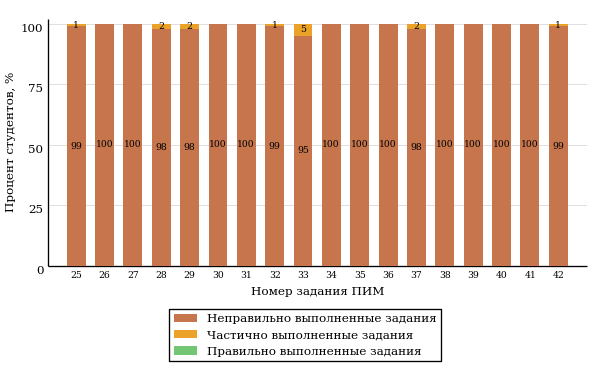 100
75
50
25
0
Процент студентов, %
1 2 2 1 5 2 1
99 100 100 98 98 100 100 99 95 100 100 100 98 100 100 100 100 99
25 26 27 28 29 30 31 32 33 34 35 36 37 38 39 40 41 42
Номер задания ПИМ
Неправильно выполненные задания
Частично выполненные задания
Правильно выполненные задания